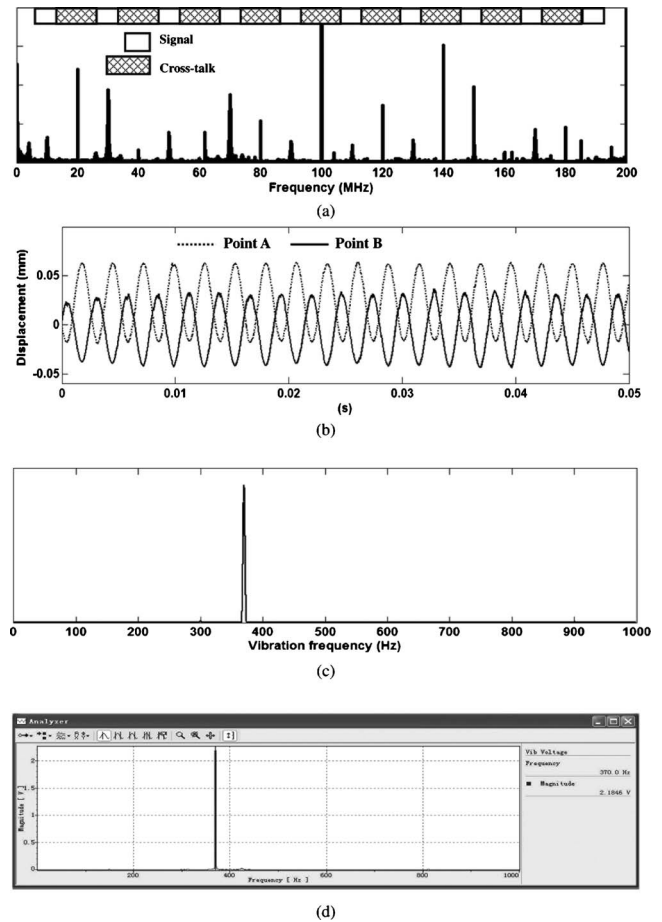 Signal
Cross-talk
0 20 40 60 80 100 120 140 160 180 200
Frequency (MHz)
(a)
Displacement (mm)
0.05
0
-0.05
Point A Point B
0 0.01 0.02 0.03 0.04 0.05
(s)
(b)
0 100 200 300 400 500 600 700 800 900 1000
Vibration frequency (Hz)
(c)
Analyzer
Magnitude [ V ]
2
1.5
1
0.5
0
200 400 600 800 1000
Frequency [ Hz ]
Vib Voltage
Frequency
370.0 Hz
Magnitude
2.1846 V
(d)